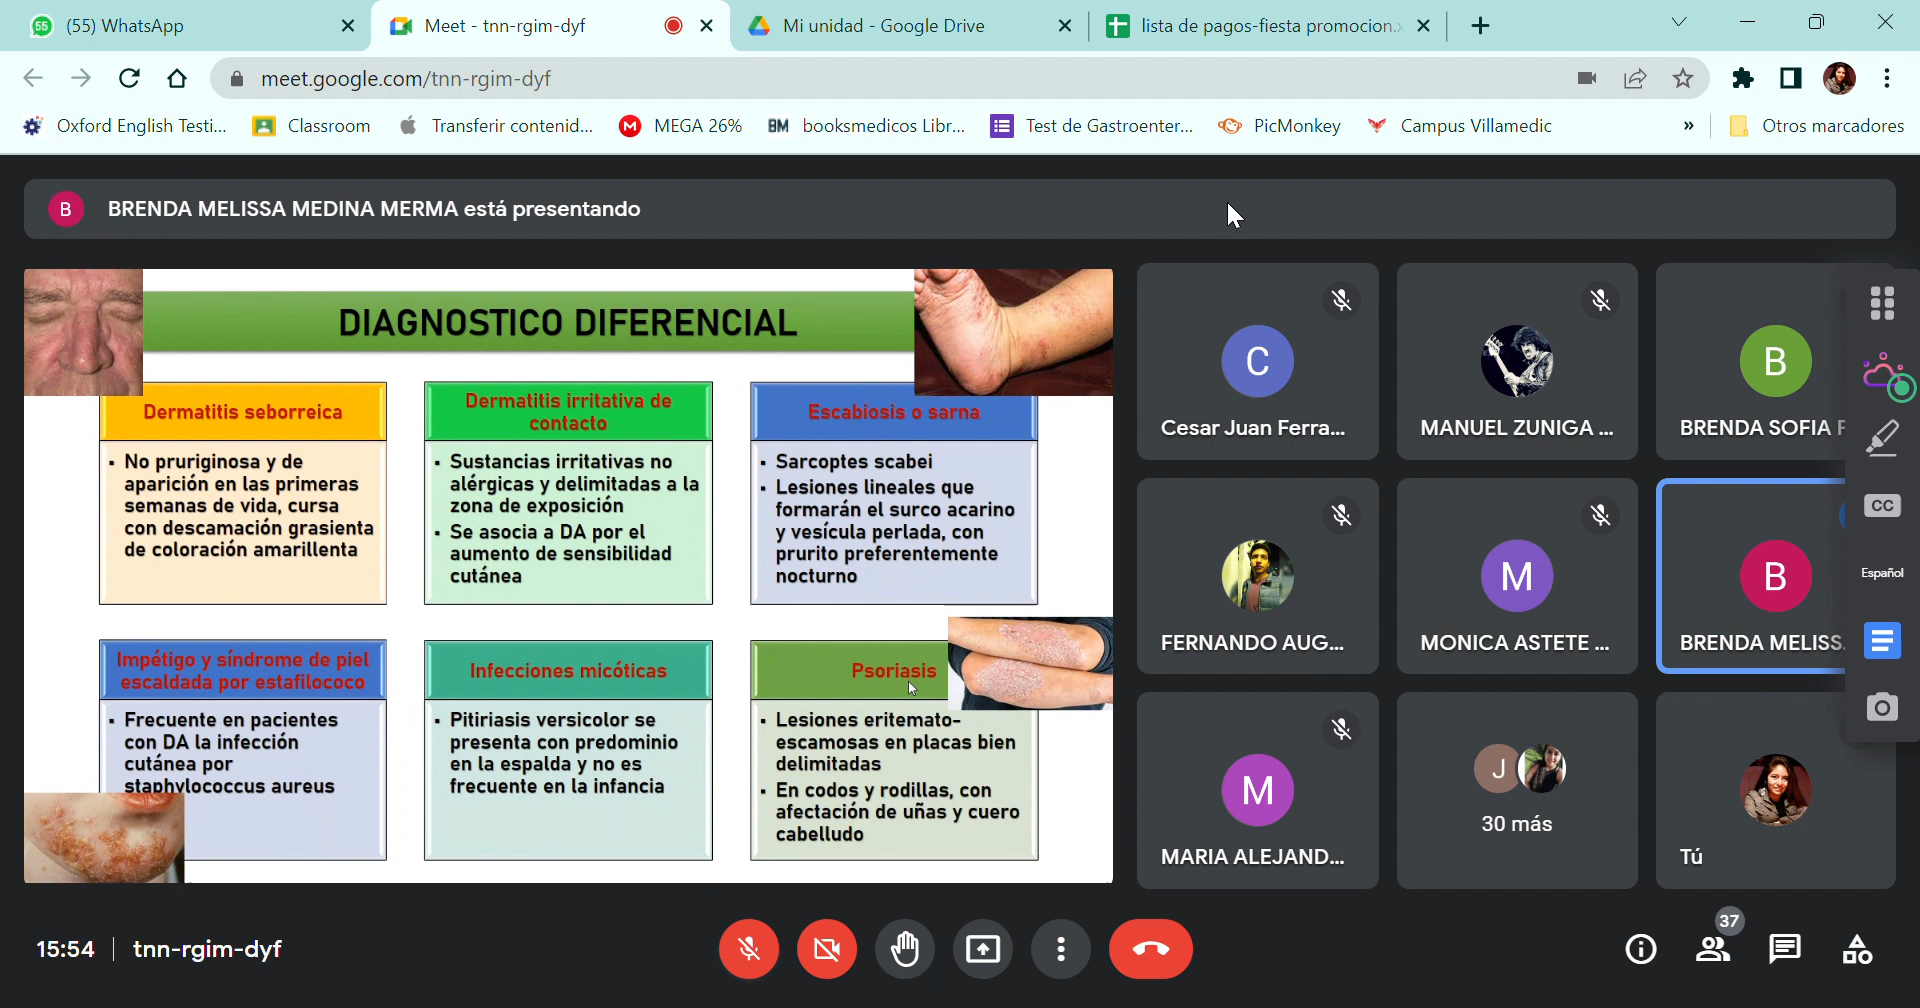 55
(55) WhatsApp
Meet - tnn-rgim-dyf
Mi unidad - Google Drive
lista de pagos-fiesta promocion.x
meet.google.com/tnn-rgim-dyf
Oxford English Testi...
Classroom
Transferir contenid...
M
MEGA 26%
BM
booksmedicos Libr...
Test de Gastroenter...
PicMonkey
Campus Villamedic
»
Otros marcadores
B
BRENDA MELISSA MEDINA MERMA está presentando
DIAGNOSTICO DIFERENCIAL
Dermatitis seborreica
▪ No pruriginosa y de
aparición en las primeras
semanas de vida, cursa
con descamación grasienta
de coloración amarillenta
Dermatitis irritativa de
contacto
▪ Sustancias irritativas no
alérgicas y delimitadas a la
zona de exposición
▪ Se asocia a DA por el
aumento de sensibilidad
cutánea
Escabiosis o sarna
▪ Sarcoptes scabei
▪ Lesiones lineales que
formarán el surco acarino
y vesícula perlada, con
prurito preferentemente
nocturno
Impétigo y síndrome de piel
escaldada por estafilococo
▪ Frecuente en pacientes
con DA la infección
cutánea por
staphylococcus aureus
Infecciones micóticas
▪ Pitiriasis versicolor se
presenta con predominio
en la espalda y no es
frecuente en la infancia
Psoriasis
▪ Lesiones eritemato-
escamosas en placas bien
delimitadas
▪ En codos y rodillas, con
afectación de uñas y cuero
cabelludo
C
Cesar Juan Ferra...
MANUEL ZUNIGA ...
B
BRENDA SOFIA
FERNANDO AUG...
M
MONICA ASTETE ...
B
BRENDA MELISS
M
MARIA ALEJAND...
J
30 más
Tú
CC
Español
15:54
tnn-rgim-dyf
37